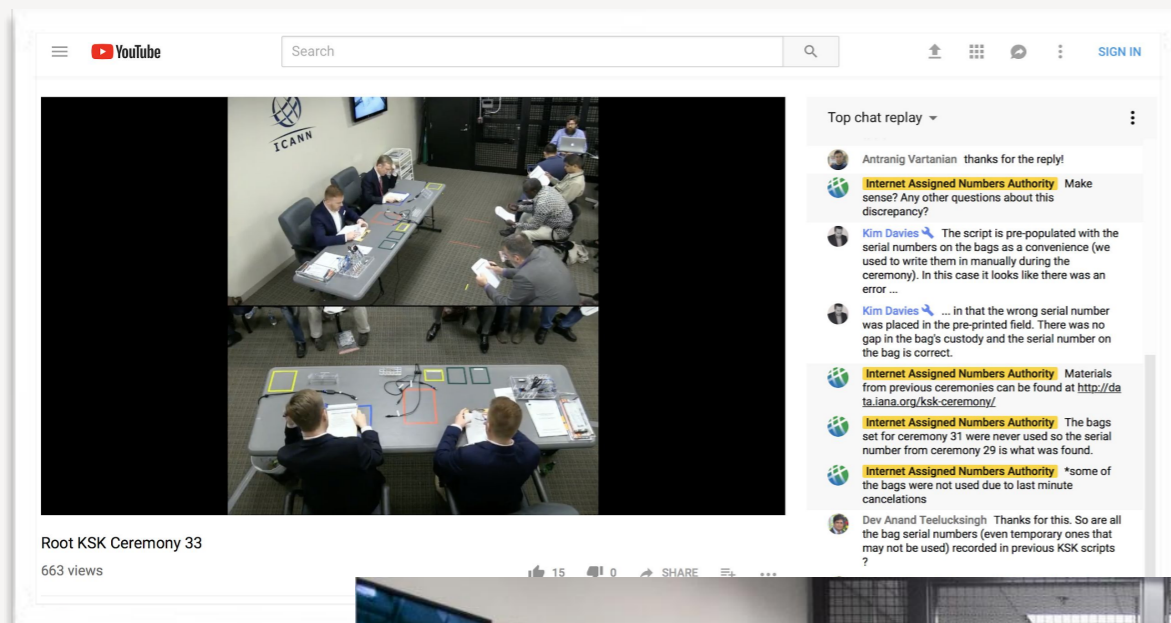 YouTube
Search
SIGN IN
ICANN
Top chat replay
Antranig Vartanian thanks for the reply!
Internet Assigned Numbers Authority Make
sense? Any other questions about this
discrepancy?
Kim Davies The script is pre-populated with the
serial numbers on the bags as a convenience (we
used to write them in manually during the
ceremony). In this case it looks like there was an
error ...
Kim Davies ... in that the wrong serial number
was placed in the pre-printed field. There was no
gap in the bag's custody and the serial number on
the bag is correct.
Internet Assigned Numbers Authority Materials
from previous ceremonies can be found at http://da
ta.iana.org/ksk-ceremony/
Internet Assigned Numbers Authority The bags
set for ceremony 31 were never used so the serial
number from ceremony 29 is what was found.
Internet Assigned Numbers Authority *some of
the bags were not used due to last minute
cancelations
Dev Anand Teelucksingh Thanks for this. So are all
the bag serial numbers (even temporary ones that
may not be used) recorded in previous KSK scripts
?
Root KSK Ceremony 33
663 views
15 0 SHARE